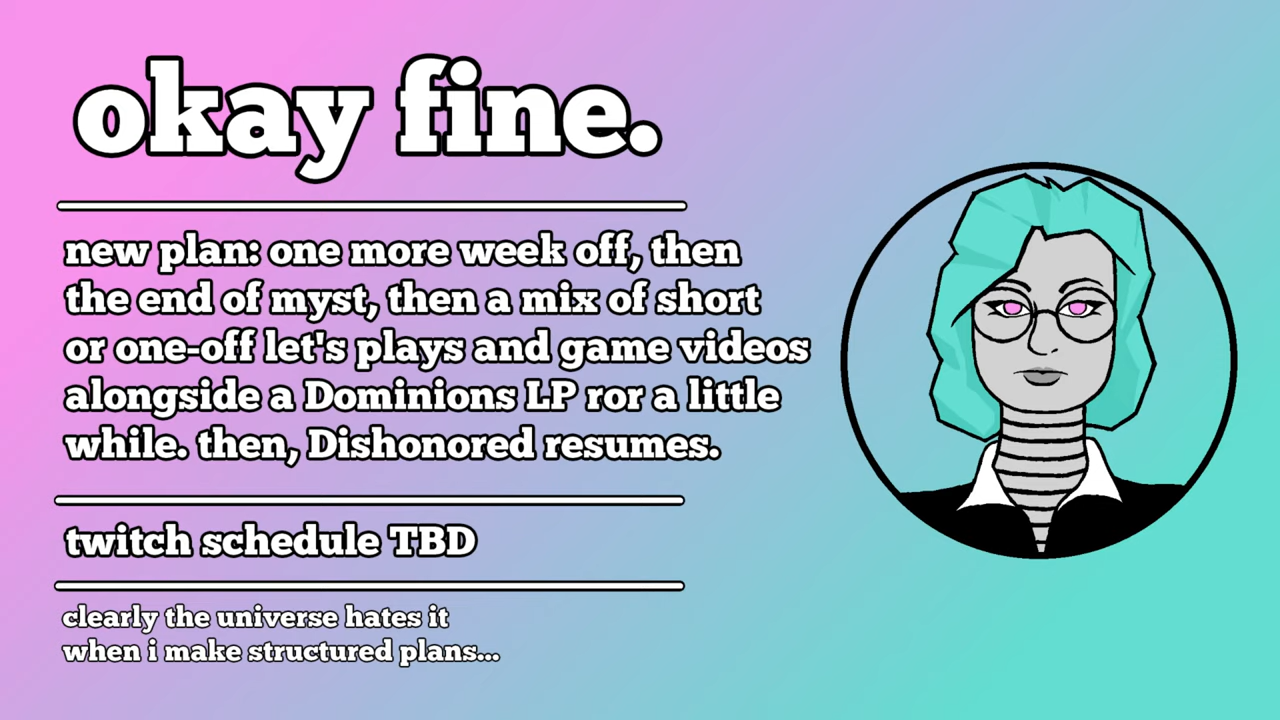 okay fine.
new plan: one more week off, then
the end of myst, then a mix of short
or one-off let's plays and game videos
alongside a Dominions LP ror a little
while. then, Dishonored resumes.
twitch schedule TBD
clearly the universe hates it
when i make structured plans...